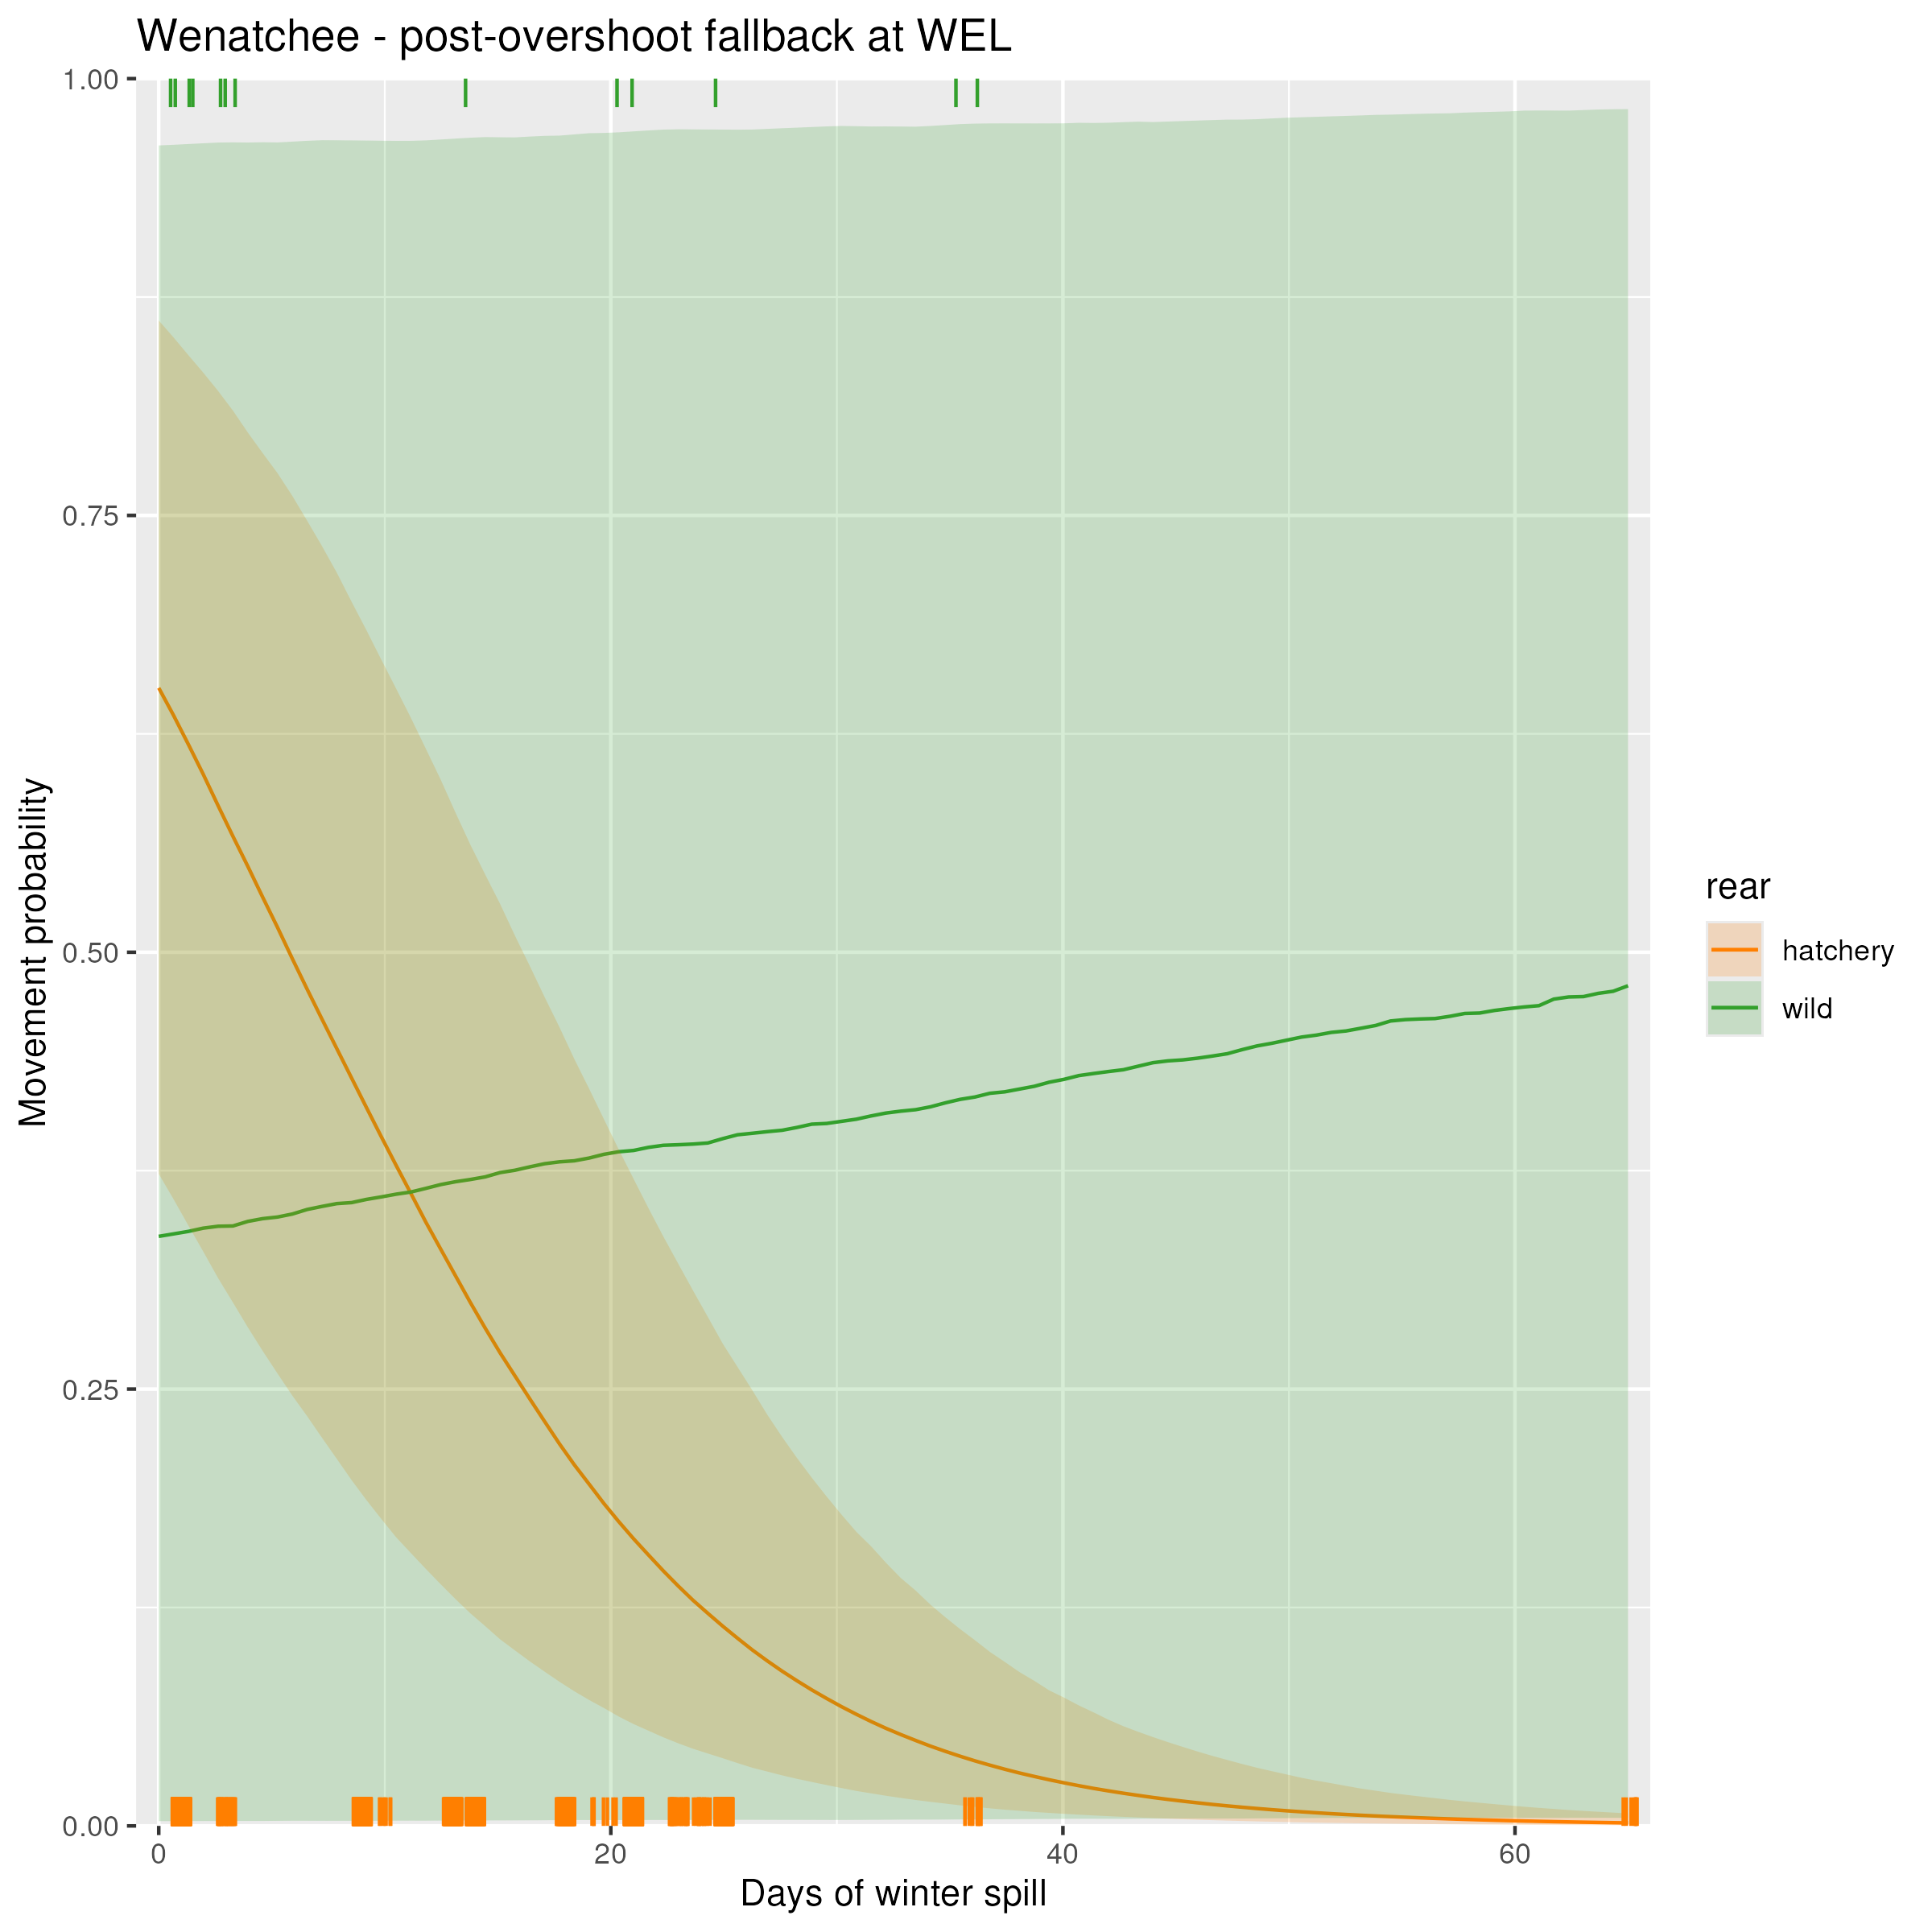 Wenatchee - post-overshoot fallback at WEL
1.00
0.75
0.50
0.25
0.00
Movement probability
0
20
40
60
Days of winter spill
rear
hatchery
wild